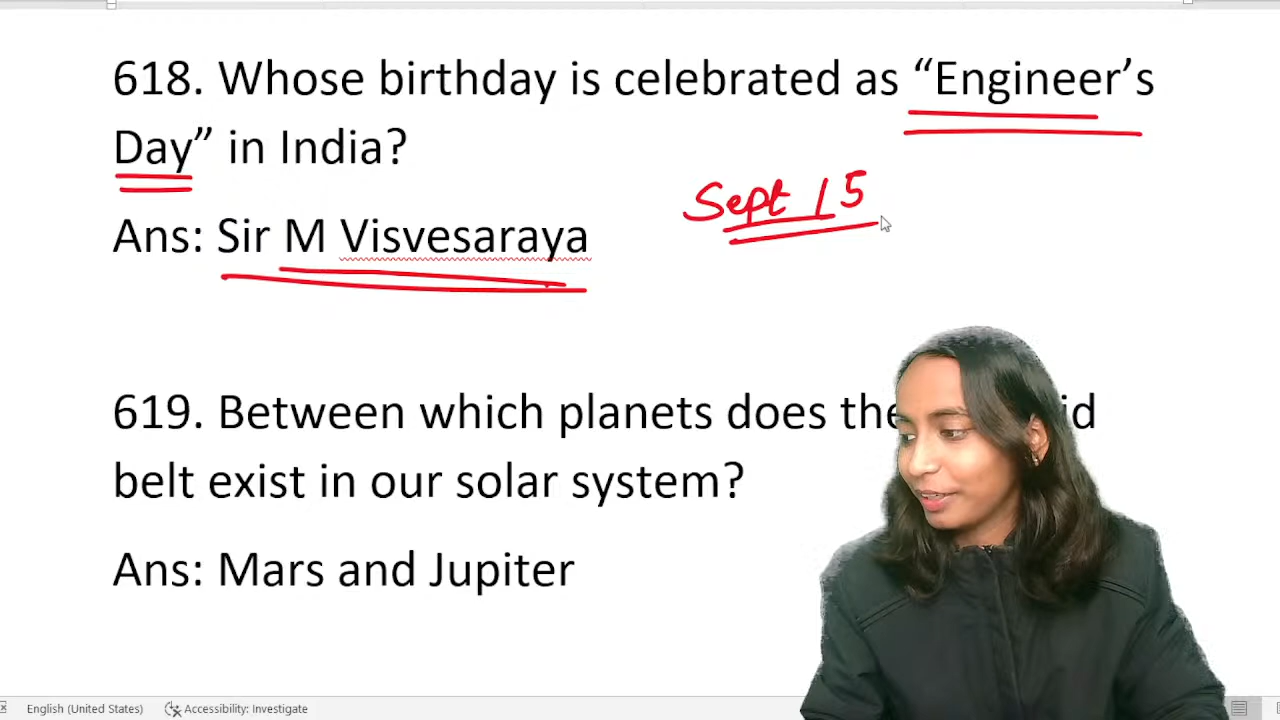 618. Whose birthday is celebrated as “Engineer’s
Day” in India?
Sept 15
Ans: Sir M Visvesaraya
619. Between which planets does the id
belt exist in our solar system?
Ans: Mars and Jupiter
English (United States) Accessibility: Investigate